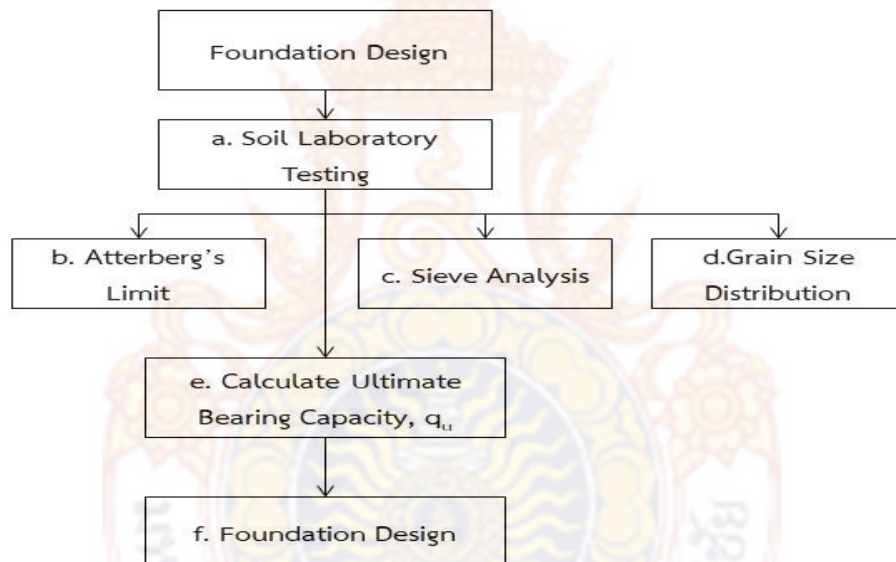 Foundation Design
a. Soil Laboratory
Testing
b. Atterberg's
Limit
c. Sieve Analysis
d.Grain Size
Distribution
e. Calculate Ultimate
Bearing Capacity, qᵤ
f. Foundation Design